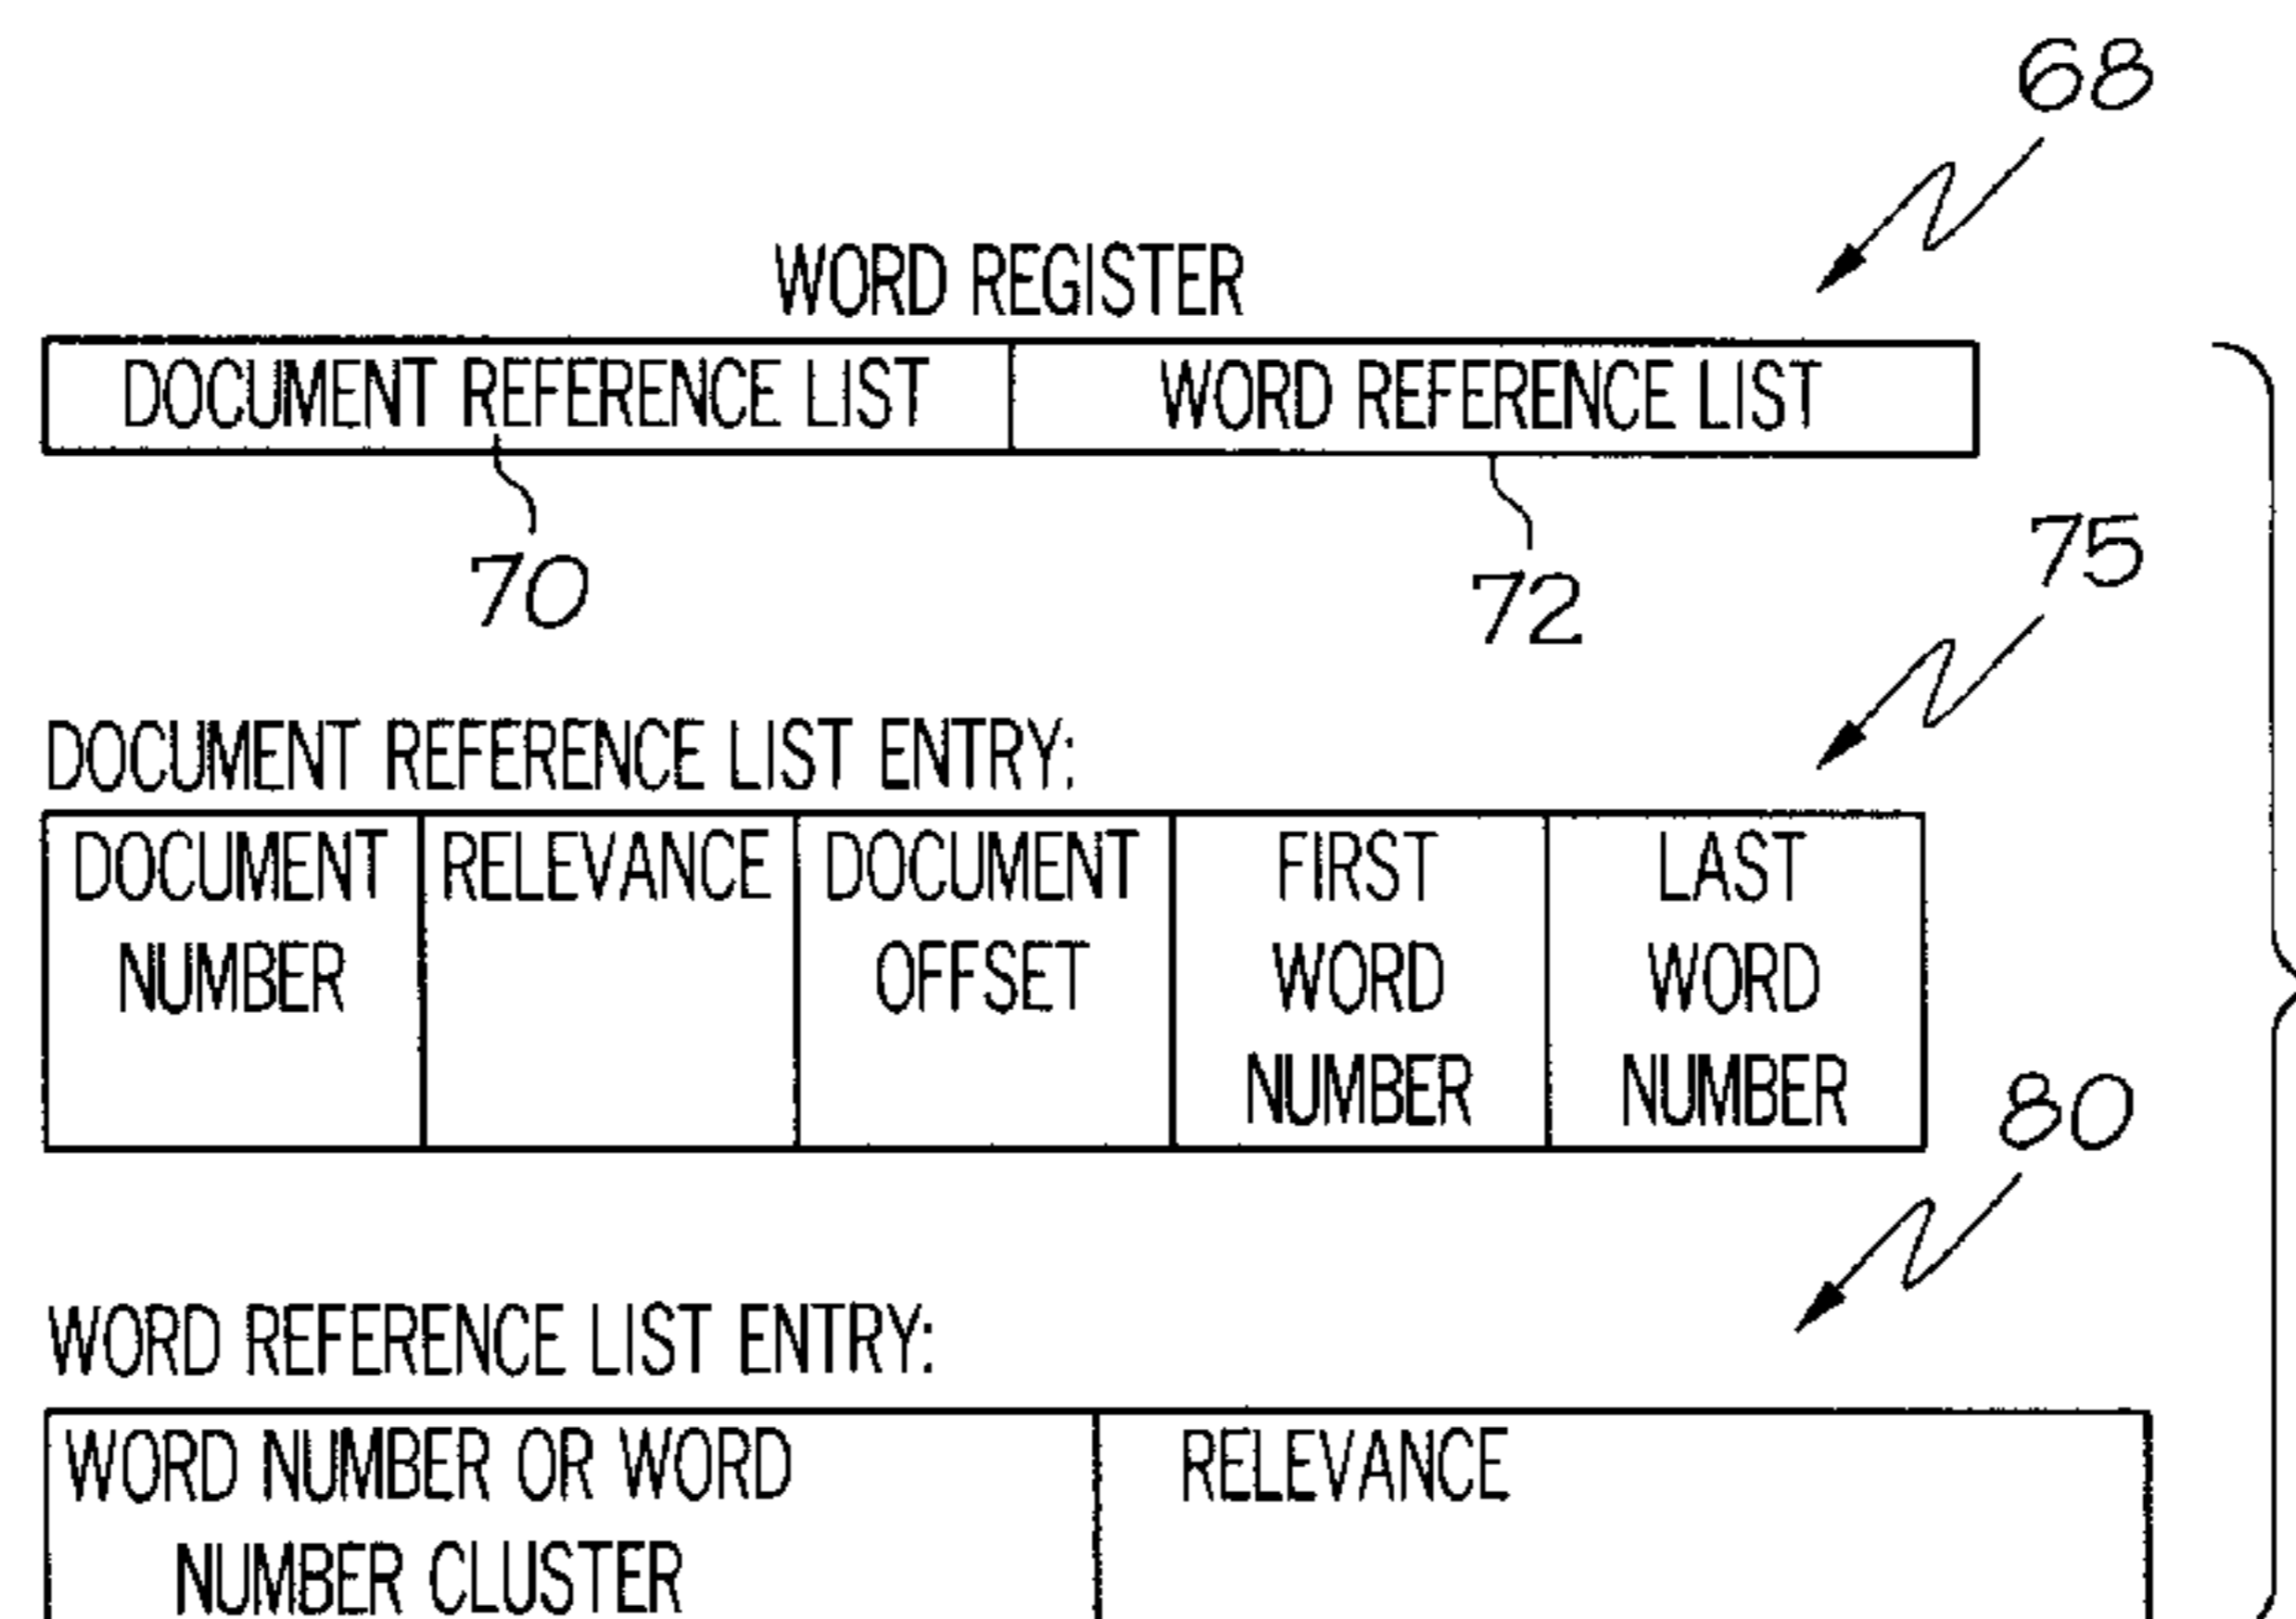 68
WORD REGISTER
DOCUMENT REFERENCE LIST
WORD REFERENCE LIST
70
72
75
DOCUMENT REFERENCE LIST ENTRY:
DOCUMENT
NUMBER
RELEVANCE
DOCUMENT
OFFSET
FIRST
WORD
NUMBER
LAST
WORD
NUMBER
80
WORD REFERENCE LIST ENTRY:
WORD NUMBER OR WORD
NUMBER CLUSTER
RELEVANCE